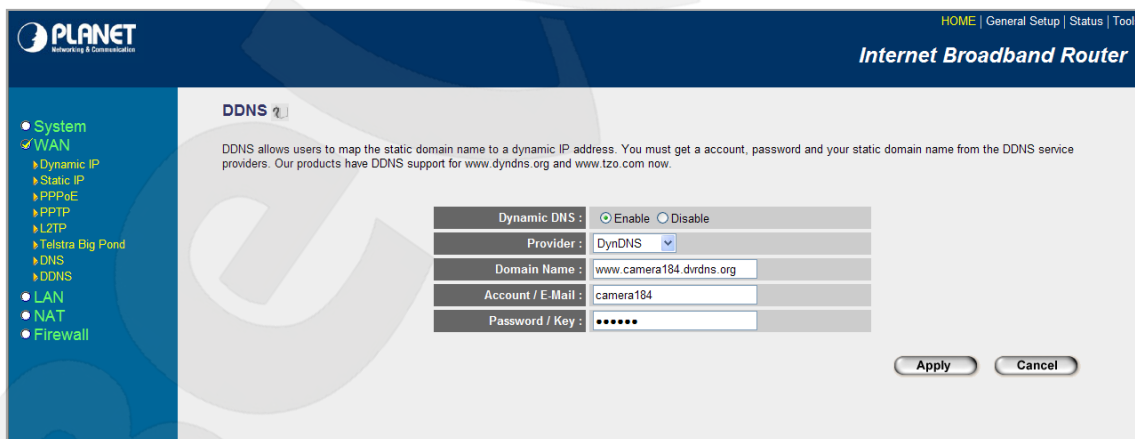 PLANET
Networking & Communication
HOME | General Setup | Status | Tool
Internet Broadband Router
System
WAN
Dynamic IP
Static IP
PPPoE
PPTP
L2TP
Telstra Big Pond
DNS
DDNS
LAN
NAT
Firewall
DDNS
DDNS allows users to map the static domain name to a dynamic IP address. You must get a account, password and your static domain name from the DDNS service
providers. Our products have DDNS support for www.dyndns.org and www.tzo.com now.
Dynamic DNS : Enable Disable
Provider : DynDNS
Domain Name : www.camera184.dvrdns.org
Account / E-Mail : camera184
Password / Key : ••••••
Apply Cancel